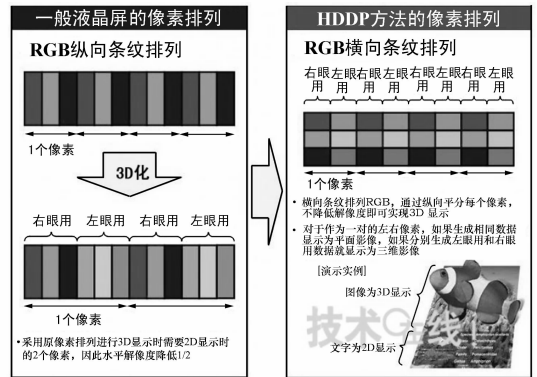 一般液晶屏的像素排列
RGB纵向条纹排列
1个像素
3D化
右眼用 左眼用 右眼用 左眼用
1个像素
•采用原像素排列进行3D显示时需要2D显示时
的2个像素，因此水平解像度降低1/2
HDDP方法的像素排列
RGB横向条纹排列
右眼用 左眼用 右眼用 左眼用 右眼用 左眼用 右眼用 左眼用
1个像素
• 横向条纹排列RGB，通过纵向平分每个像素，
不降低解像度即可实现3D 显示
• 对于作为一对的左右像素，如果生成相同数据
显示为平面影像，如果分别生成左眼用和右眼
用数据就显示为三维影像
[演示实例]
图像为3D显示
文字为2D显示